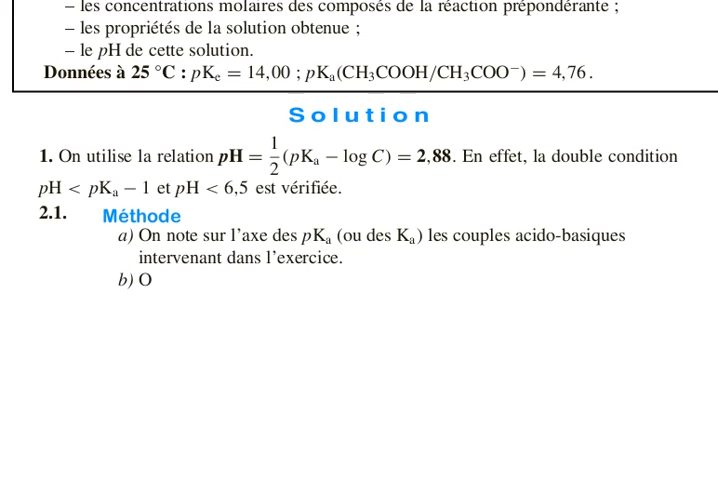 – les concentrations molaires des composés de la réaction prépondérante ;
– les propriétés de la solution obtenue ;
– le pH de cette solution.
Données à 25 °C : pKₑ = 14,00 ; pKₐ(CH₃COOH/CH₃COO⁻) = 4,76.
Solution
1. On utilise la relation pH = 1/2 (pKₐ − log C) = 2,88. En effet, la double condition
pH < pKₐ − 1 et pH < 6,5 est vérifiée.
2.1. Méthode
a) On note sur l'axe des pKₐ (ou des Kₐ) les couples acido-basiques
intervenant dans l'exercice.
b) O